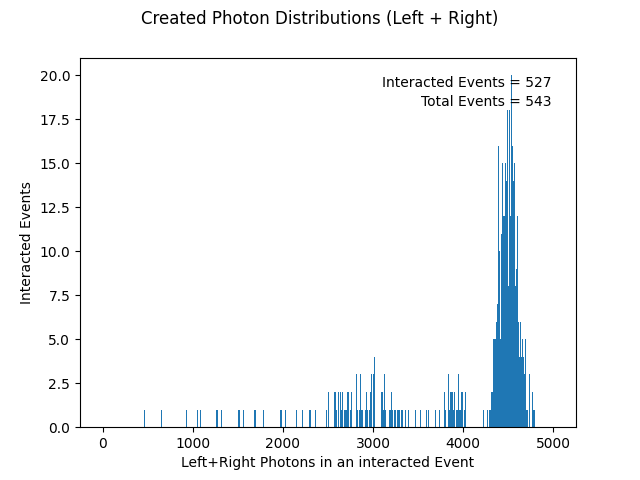 Created Photon Distributions (Left + Right)
Interacted Events = 527
Total Events = 543
20.0
17.5
15.0
12.5
10.0
7.5
5.0
2.5
0.0
Interacted Events
0 1000 2000 3000 4000 5000
Left+Right Photons in an interacted Event